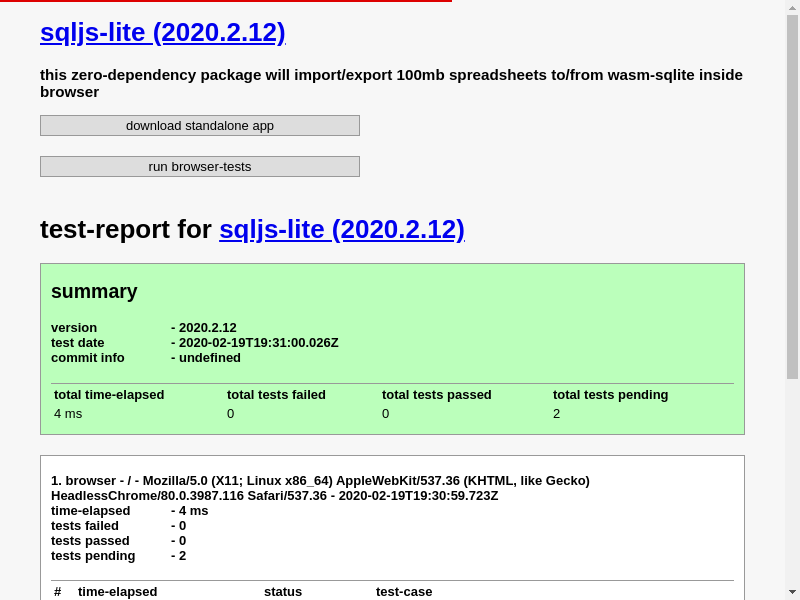 sqljs-lite (2020.2.12)
this zero-dependency package will import/export 100mb spreadsheets to/from wasm-sqlite inside
browser
download standalone app
run browser-tests
test-report for sqljs-lite (2020.2.12)
summary
version - 2020.2.12
test date - 2020-02-19T19:31:00.026Z
commit info - undefined
total time-elapsed total tests failed total tests passed total tests pending
4 ms 0 0 2
1. browser - / - Mozilla/5.0 (X11; Linux x86_64) AppleWebKit/537.36 (KHTML, like Gecko)
HeadlessChrome/80.0.3987.116 Safari/537.36 - 2020-02-19T19:30:59.723Z
time-elapsed - 4 ms
tests failed - 0
tests passed - 0
tests pending - 2
# time-elapsed status test-case